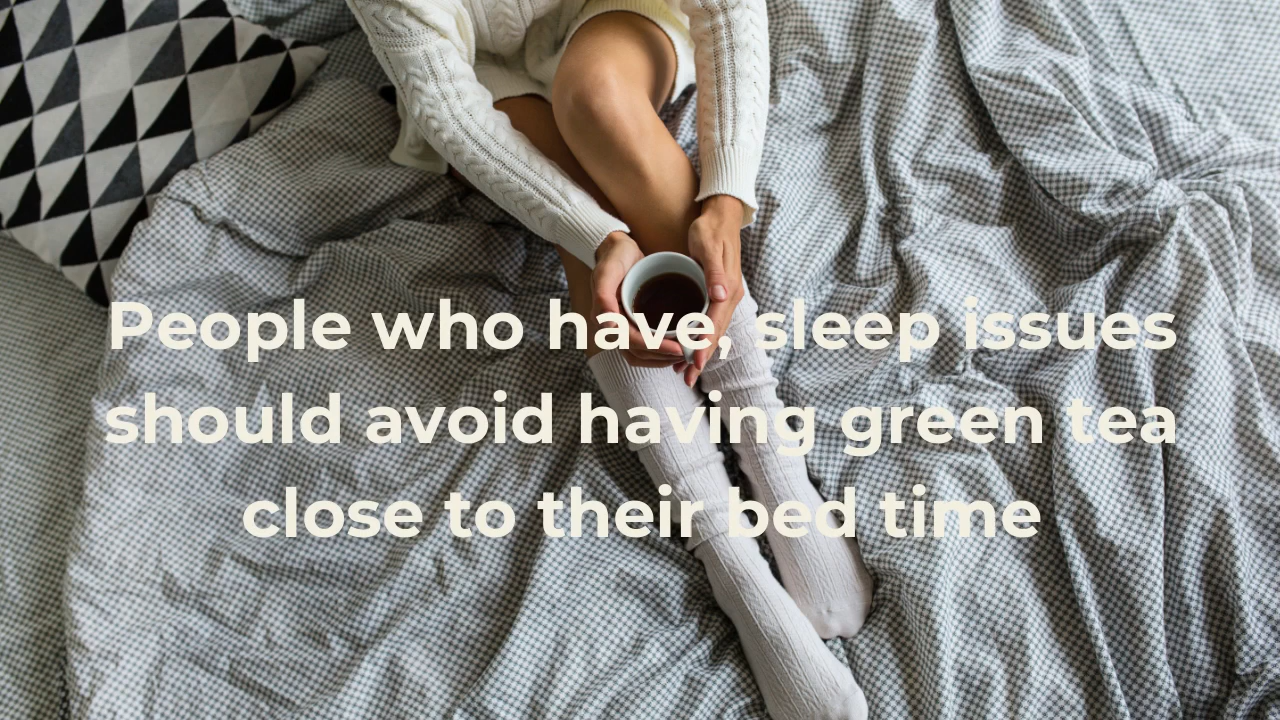 People who have, sleep issues
should avoid having green tea
close to their bed time